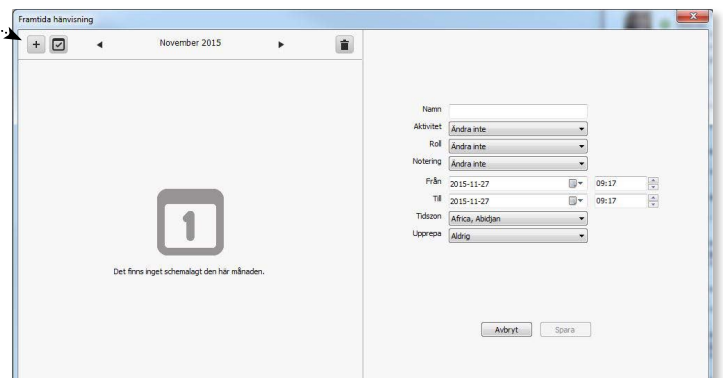 Framtida hänvisning
November 2015
Det finns inget schemalagt den här månaden.
Namn
Aktivitet Ändra inte
Roll Ändra inte
Notering Ändra inte
Från 2015-11-27 09:17
Till 2015-11-27 09:17
Tidszon Africa, Abidjan
Upprepa Aldrig
Avbryt Spara